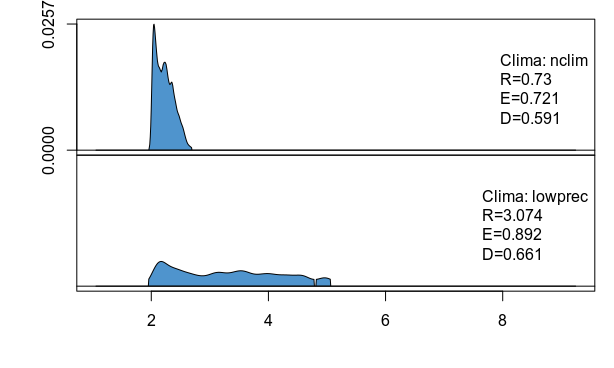 0.0257
0.0000
Clima: nclim
R=0.73
E=0.721
D=0.591
Clima: lowprec
R=3.074
E=0.892
D=0.661
2 4 6 8